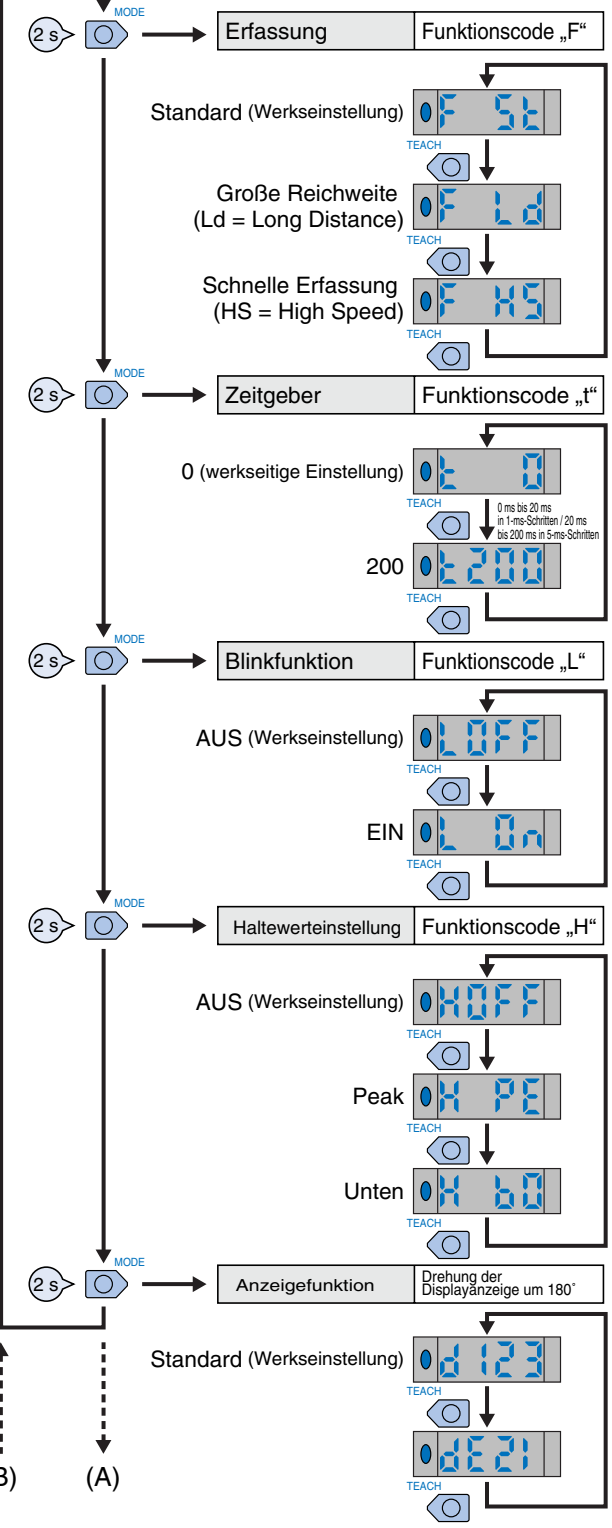 MODE
2 s
Erfassung
Funktionscode „F“
Standard (Werkseinstellung)
F St
TEACH
Große Reichweite
(Ld = Long Distance)
F Ld
TEACH
Schnelle Erfassung
(HS = High Speed)
F HS
TEACH
MODE
2 s
Zeitgeber
Funktionscode „t“
0 (werkseitige Einstellung)
t 0
TEACH
0 ms bis 20 ms
in 1-ms-Schritten / 20 ms
bis 200 ms in 5-ms-Schritten
200
t200
TEACH
MODE
2 s
Blinkfunktion
Funktionscode „L“
AUS (Werkseinstellung)
LOFF
TEACH
EIN
L On
TEACH
MODE
2 s
Haltewerteinstellung
Funktionscode „H“
AUS (Werkseinstellung)
HOFF
TEACH
Peak
H PE
TEACH
Unten
H b0
TEACH
MODE
2 s
Anzeigefunktion
Drehung der
Displayanzeige um 180°
Standard (Werkseinstellung)
d 123
TEACH
dE21
TEACH
B)
(A)